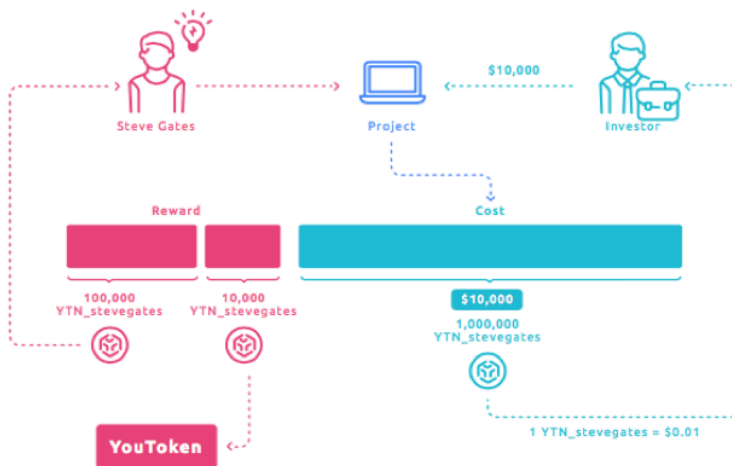 $10,000
Steve Gates
Project
Investor
Reward
Cost
100,000
YTN_stevegates
10,000
YTN_stevegates
$10,000
1,000,000
YTN_stevegates
YouToken
1 YTN_stevegates = $0.01